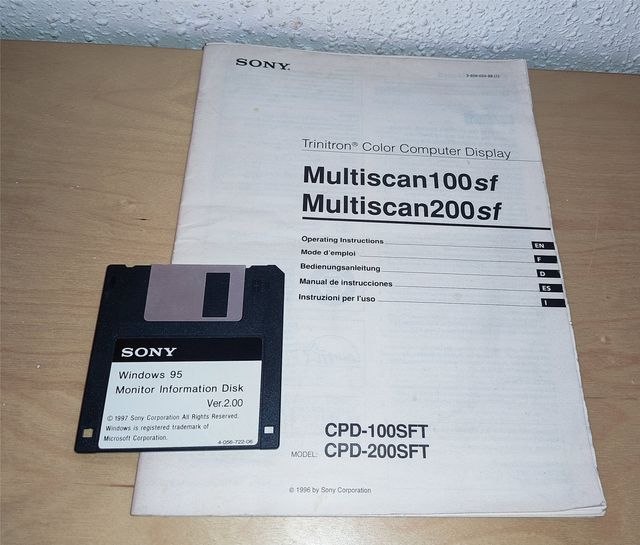 SONY
Trinitron® Color Computer Display
Multiscan100sf
Multiscan200sf
Operating Instructions EN
Mode d'emploi F
Bedienungsanleitung D
Manual de instrucciones ES
Instruzioni per l'uso I
CPD-100SFT
MODEL: CPD-200SFT
© 1996 by Sony Corporation
SONY
Windows 95
Monitor Information Disk
Ver.2.00
© 1997 Sony Corporation All Rights Reserved.
Windows is registered trademark of
Microsoft Corporation.
4-056-722-06